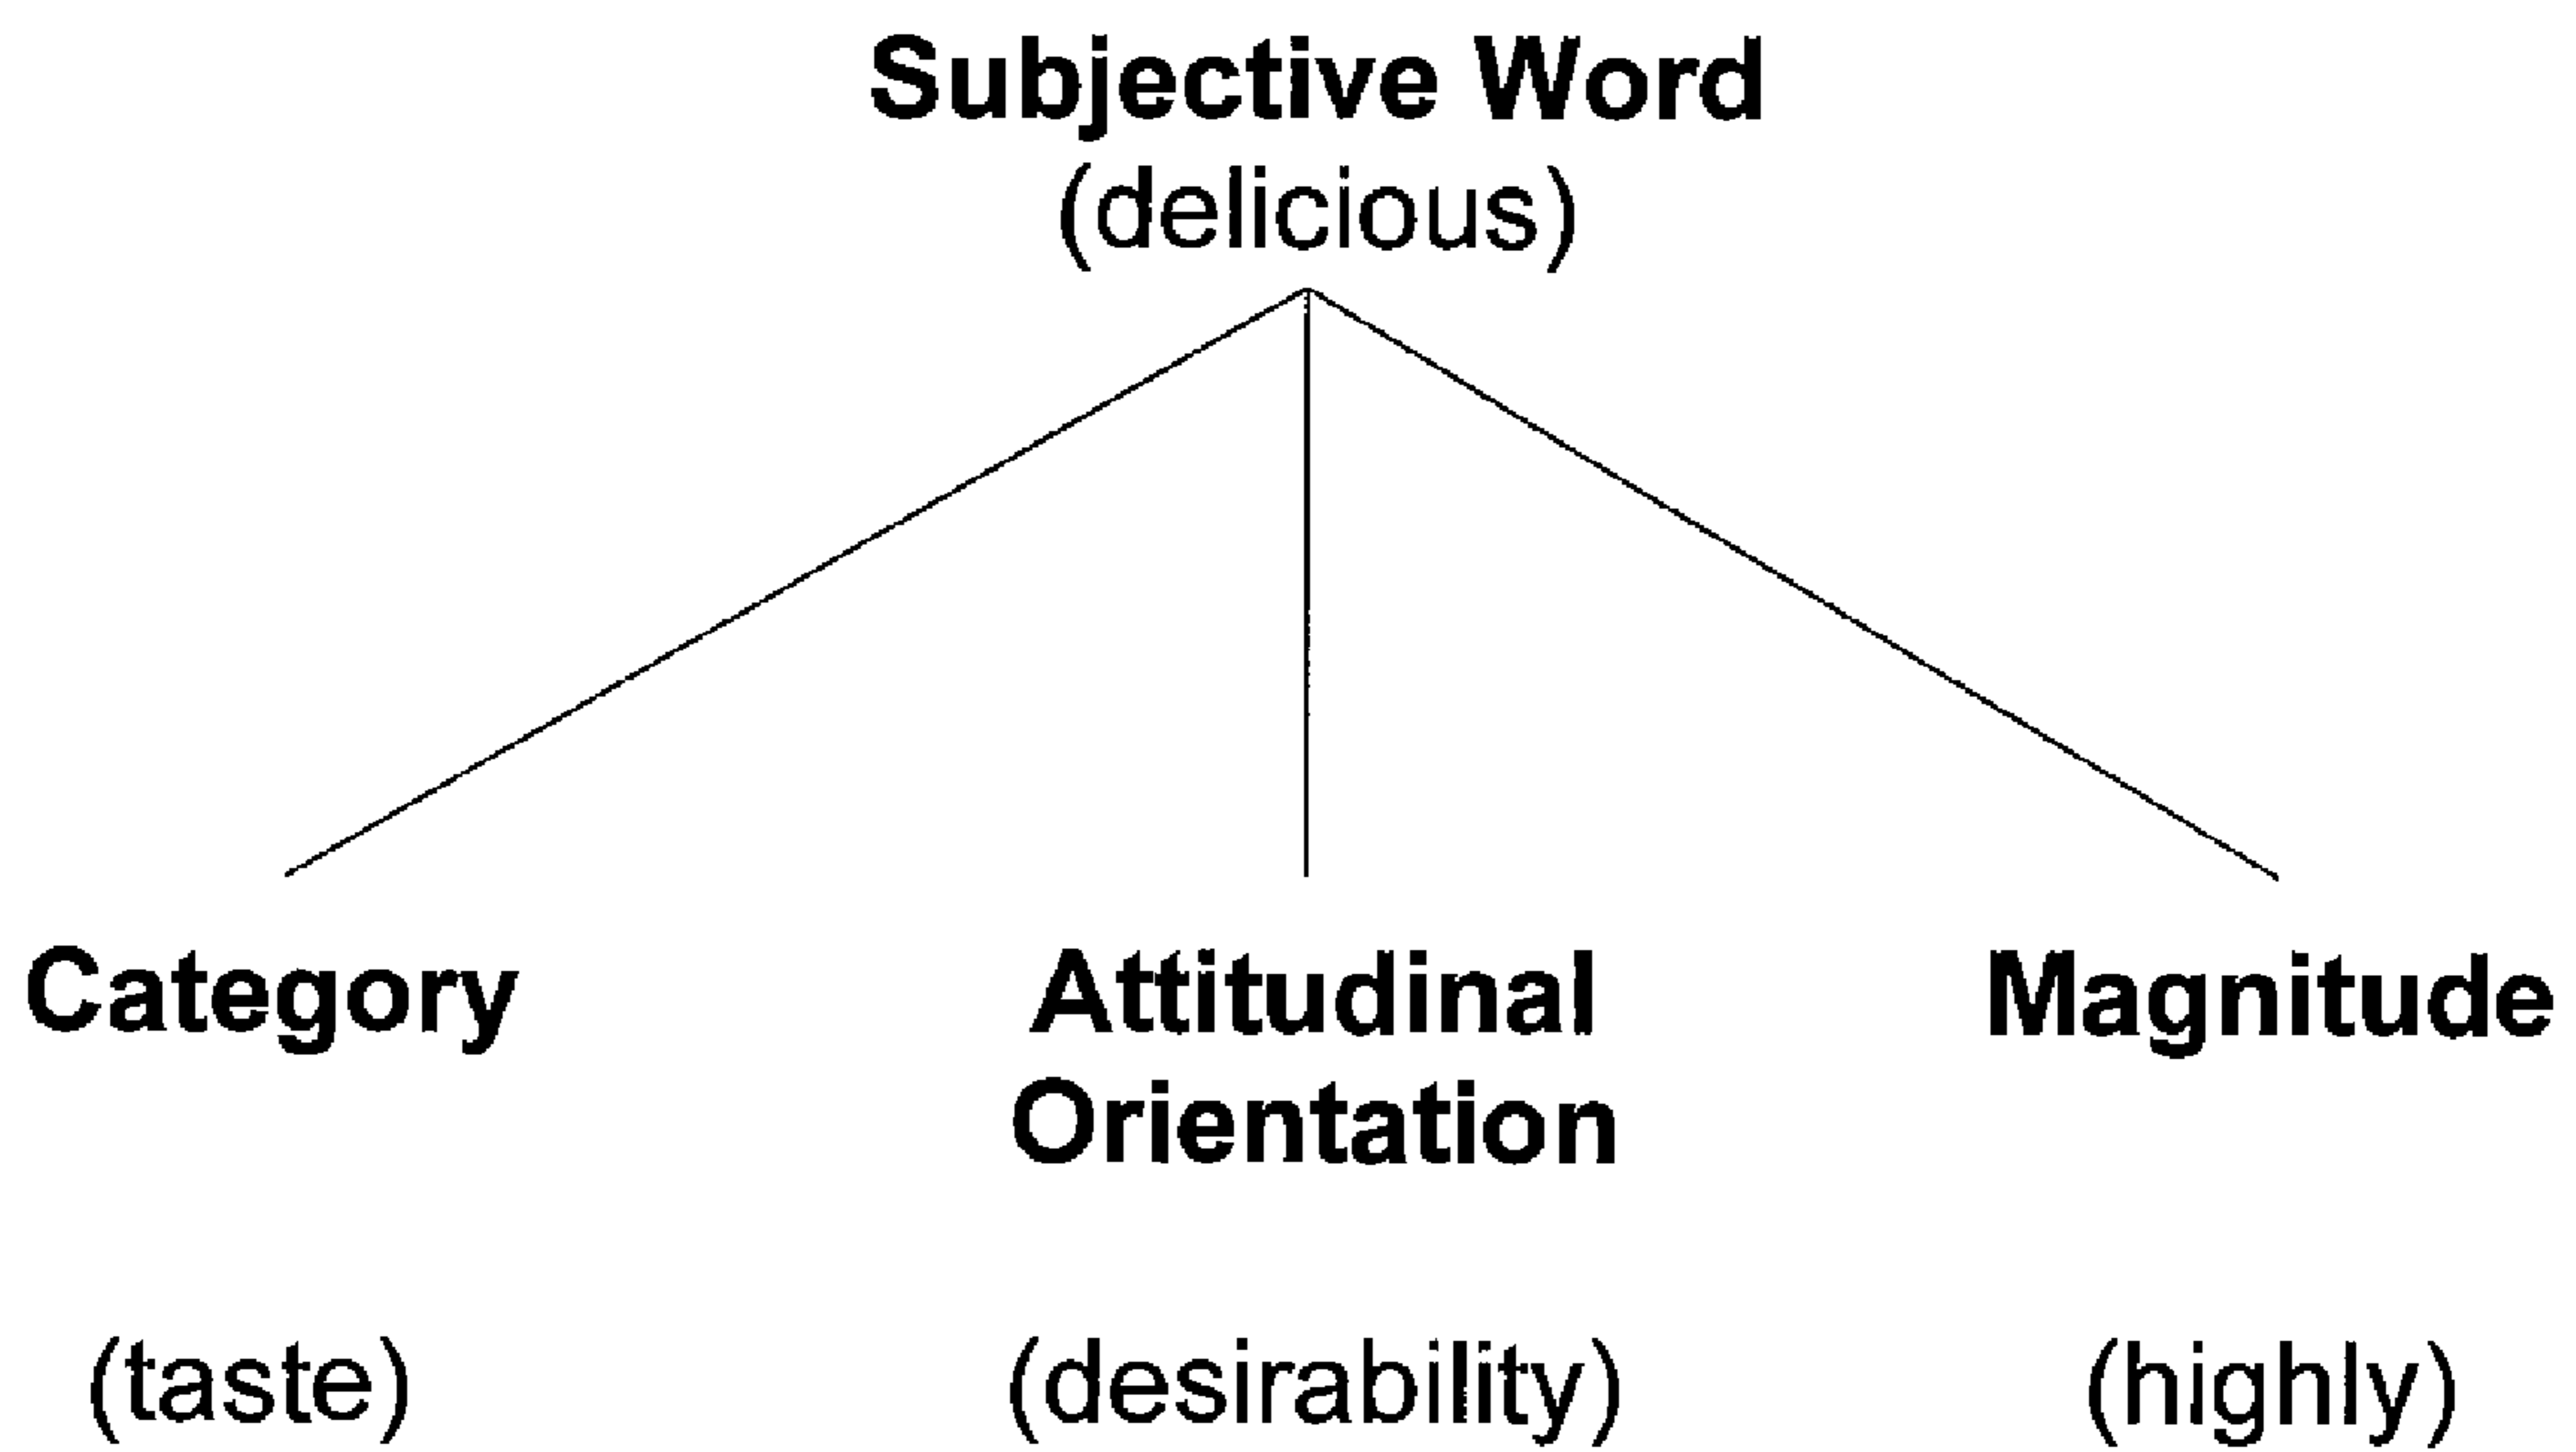 Subjective Word
(delicious)
Category
Attitudinal
Orientation
Magnitude
(taste)
(desirability)
(highly)